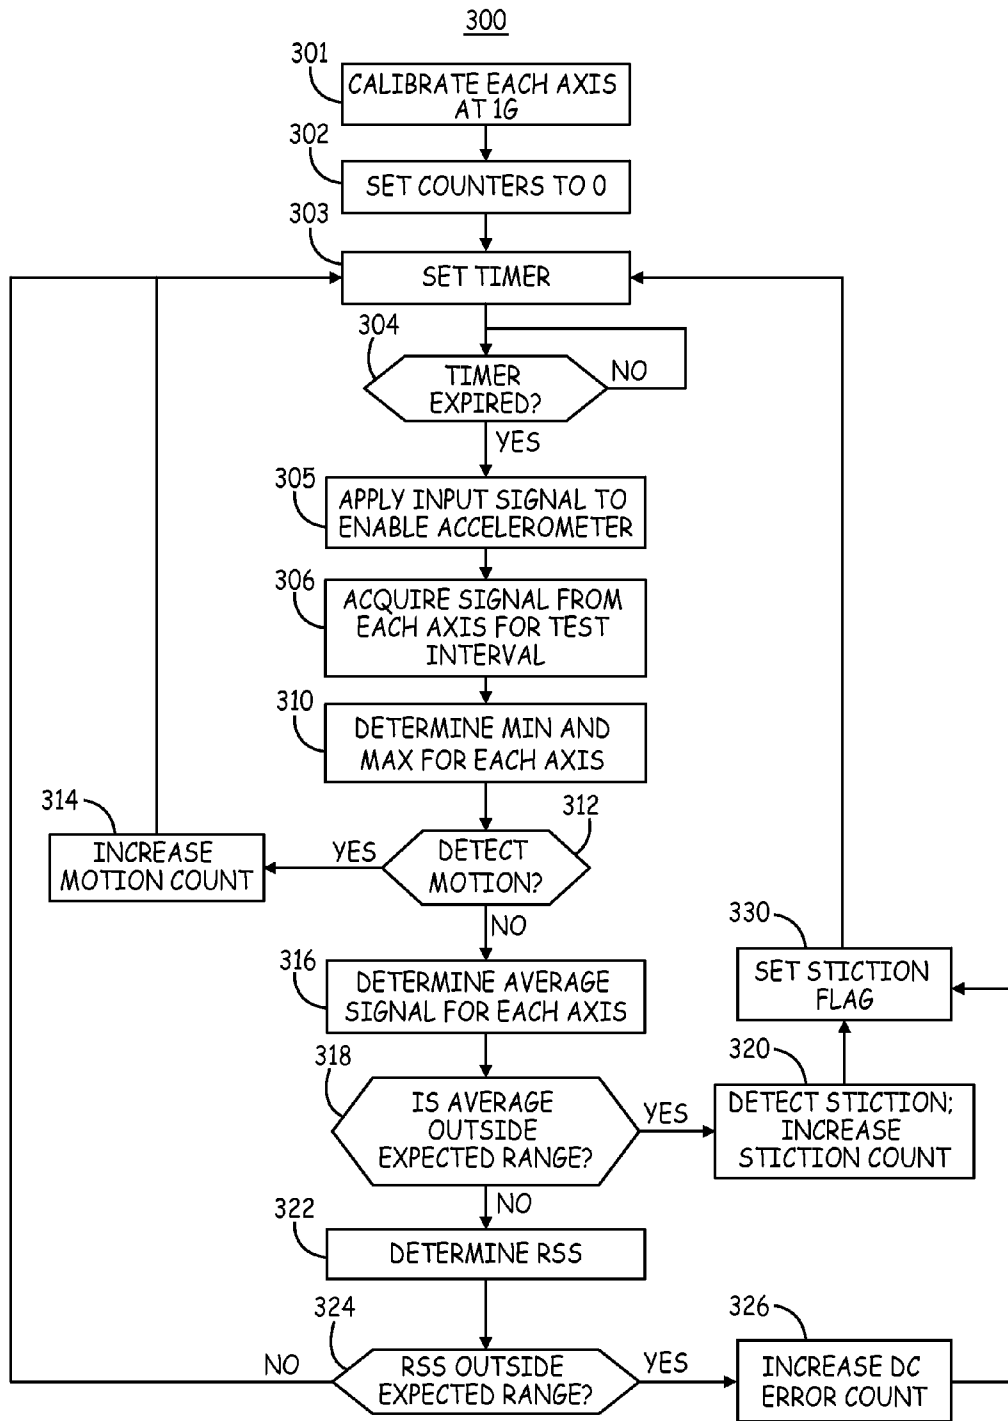 300
301
CALIBRATE EACH AXIS
AT 1G
302
SET COUNTERS TO 0
303
SET TIMER
304
TIMER
EXPIRED?
NO
YES
305
APPLY INPUT SIGNAL TO
ENABLE ACCELEROMETER
306
ACQUIRE SIGNAL FROM
EACH AXIS FOR TEST
INTERVAL
310
DETERMINE MIN AND
MAX FOR EACH AXIS
312
DETECT
MOTION?
YES
314
INCREASE
MOTION COUNT
NO
316
DETERMINE AVERAGE
SIGNAL FOR EACH AXIS
318
IS AVERAGE
OUTSIDE
EXPECTED RANGE?
YES
320
DETECT STICTION;
INCREASE
STICTION COUNT
330
SET STICTION
FLAG
NO
322
DETERMINE RSS
324
RSS OUTSIDE
EXPECTED RANGE?
NO
YES
326
INCREASE DC
ERROR COUNT